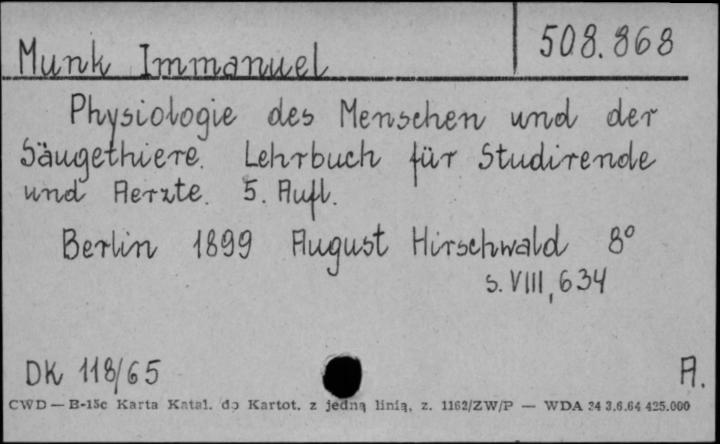 508.868
Munk Immanuel
Physiologie des Menschen und der
Säugethiere. Lehrbuch für Studirende
und Aerzte. 5. Aufl.
Berlin 1899 August Hirschwald 8°
s. VIII, 634
DK 118/65
A.
CWD — B-15c Karta Katal. do Kartot. z jedną linią, z. 1162/ZW/P — WDA 34 3.6.64 425.000